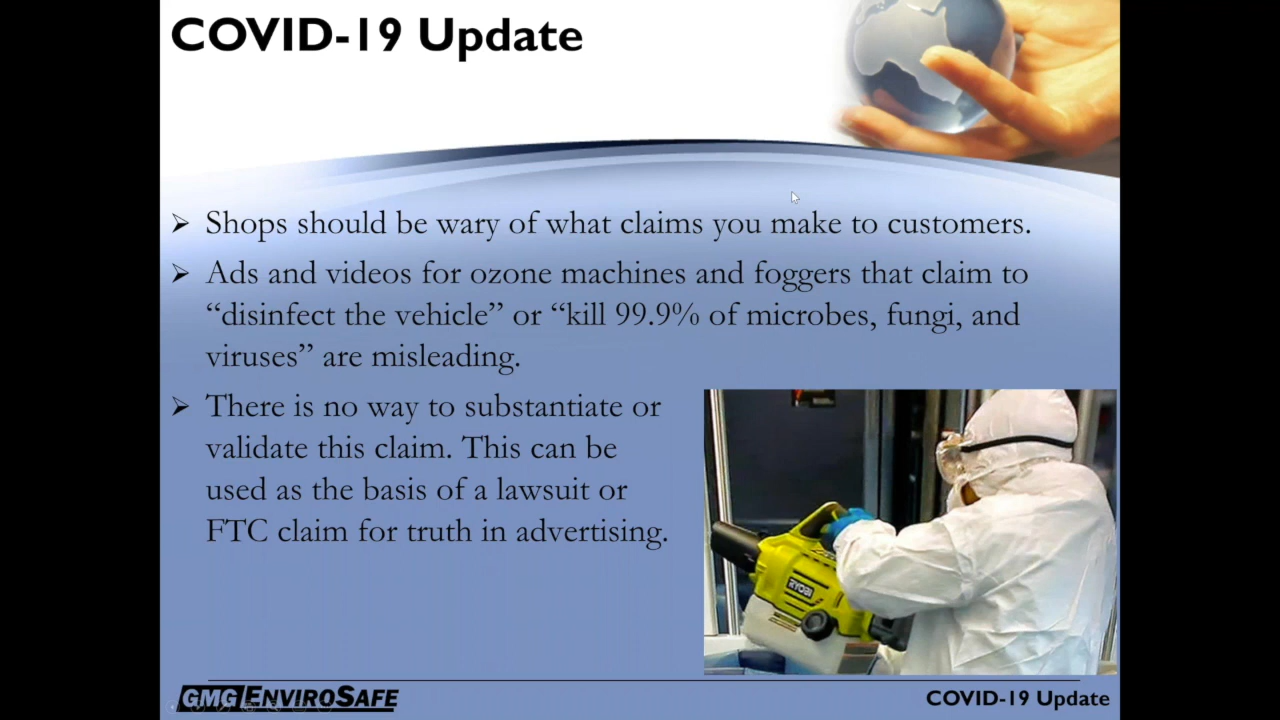 COVID-19 Update
Shops should be wary of what claims you make to customers.
Ads and videos for ozone machines and foggers that claim to
“disinfect the vehicle” or “kill 99.9% of microbes, fungi, and
viruses” are misleading.
There is no way to substantiate or
validate this claim. This can be
used as the basis of a lawsuit or
FTC claim for truth in advertising.
RYOBI
GMG ENVIROSAFE
COVID-19 Update